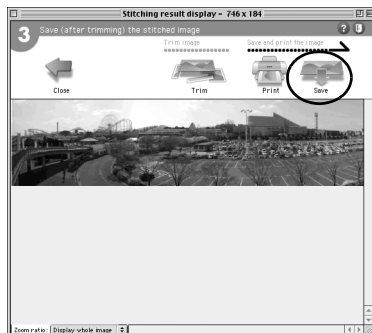 Stitching result display - 746 x 184
3 Save (after trimming) the stitched image ?
Trim image Save and print the image
Close Trim Print Save
Zoom ratio: Display whole image